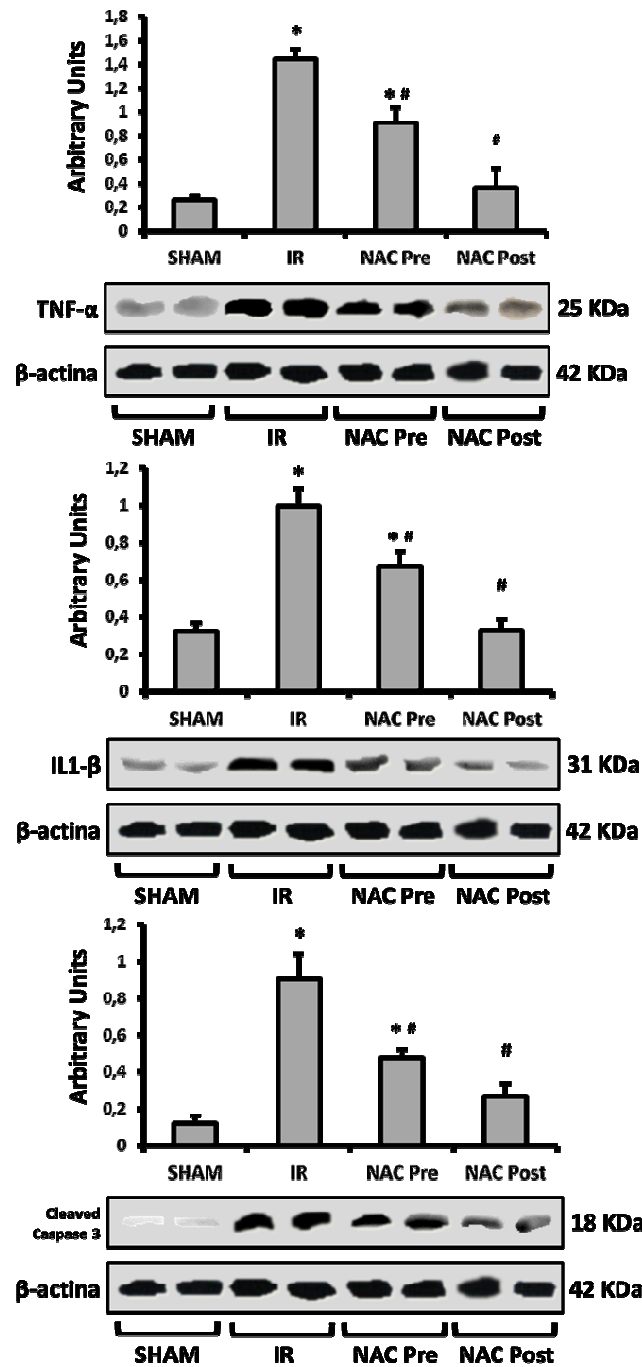 Arbitrary Units
1,8
1,6
1,4
1,2
1
0,8
0,6
0,4
0,2
0
*
* #
#
SHAM IR NAC Pre NAC Post
TNF-α 25 KDa
β-actina 42 KDa
SHAM IR NAC Pre NAC Post
Arbitrary Units
1,2
1
0,8
0,6
0,4
0,2
0
*
* #
#
SHAM IR NAC Pre NAC Post
IL1-β 31 KDa
β-actina 42 KDa
SHAM IR NAC Pre NAC Post
Arbitrary Units
1,2
1
0,8
0,6
0,4
0,2
0
*
* #
#
SHAM IR NAC Pre NAC Post
Cleaved
Caspase 3 18 KDa
β-actina 42 KDa
SHAM IR NAC Pre NAC Post